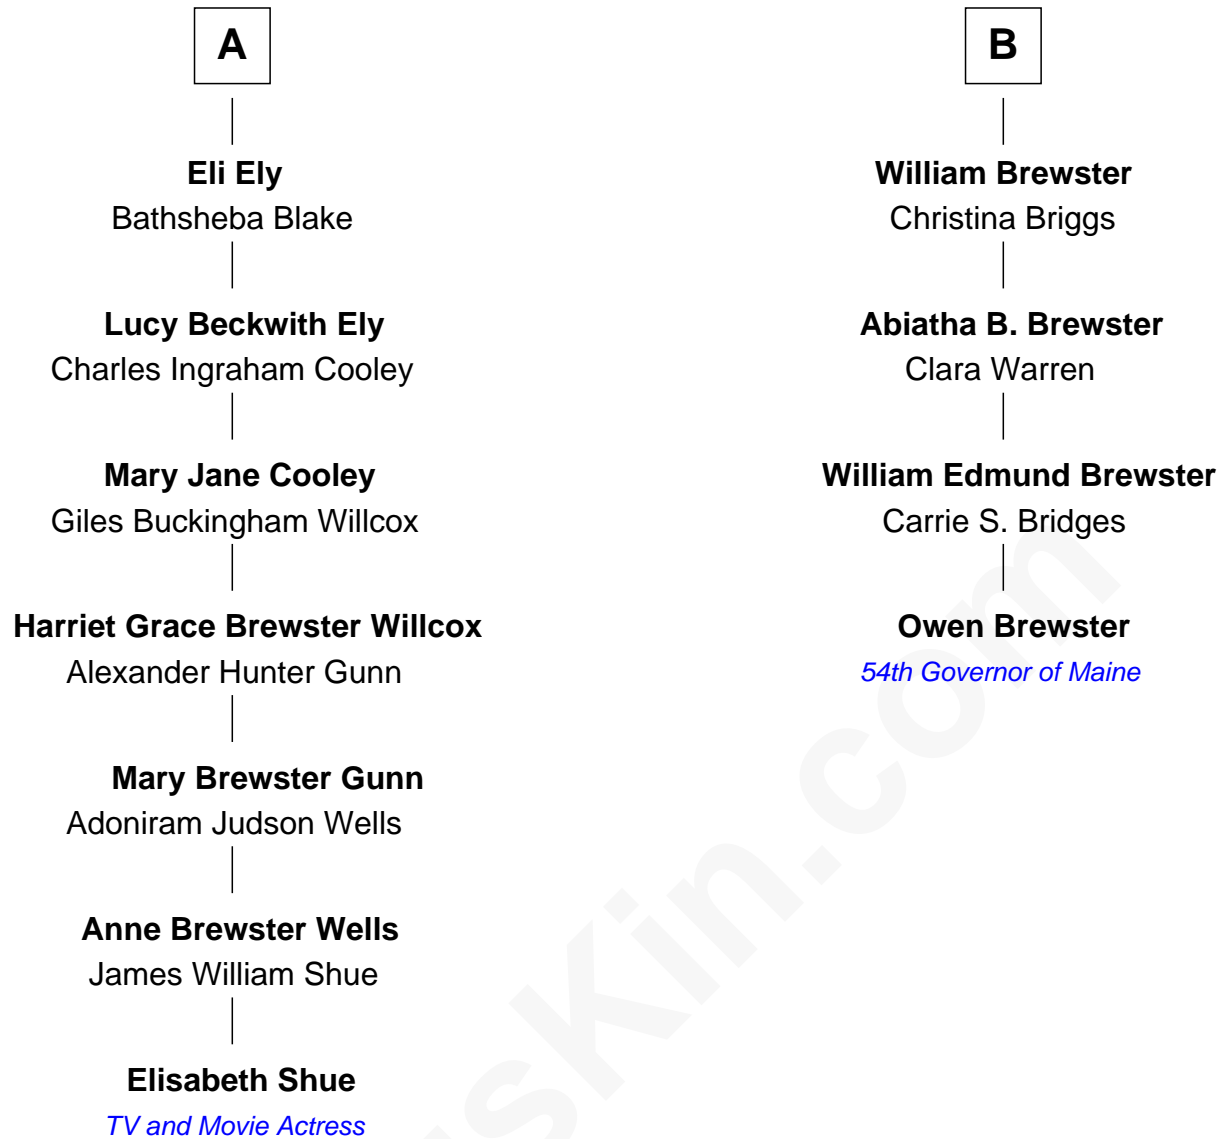 A
Eli Ely
Bathsheba Blake
Lucy Beckwith Ely
Charles Ingraham Cooley
Mary Jane Cooley
Giles Buckingham Willcox
Harriet Grace Brewster Willcox
Alexander Hunter Gunn
Mary Brewster Gunn
Adoniram Judson Wells
Anne Brewster Wells
James William Shue
Elisabeth Shue
TV and Movie Actress
B
William Brewster
Christina Briggs
Abiatha B. Brewster
Clara Warren
William Edmund Brewster
Carrie S. Bridges
Owen Brewster
54th Governor of Maine
sKin.com